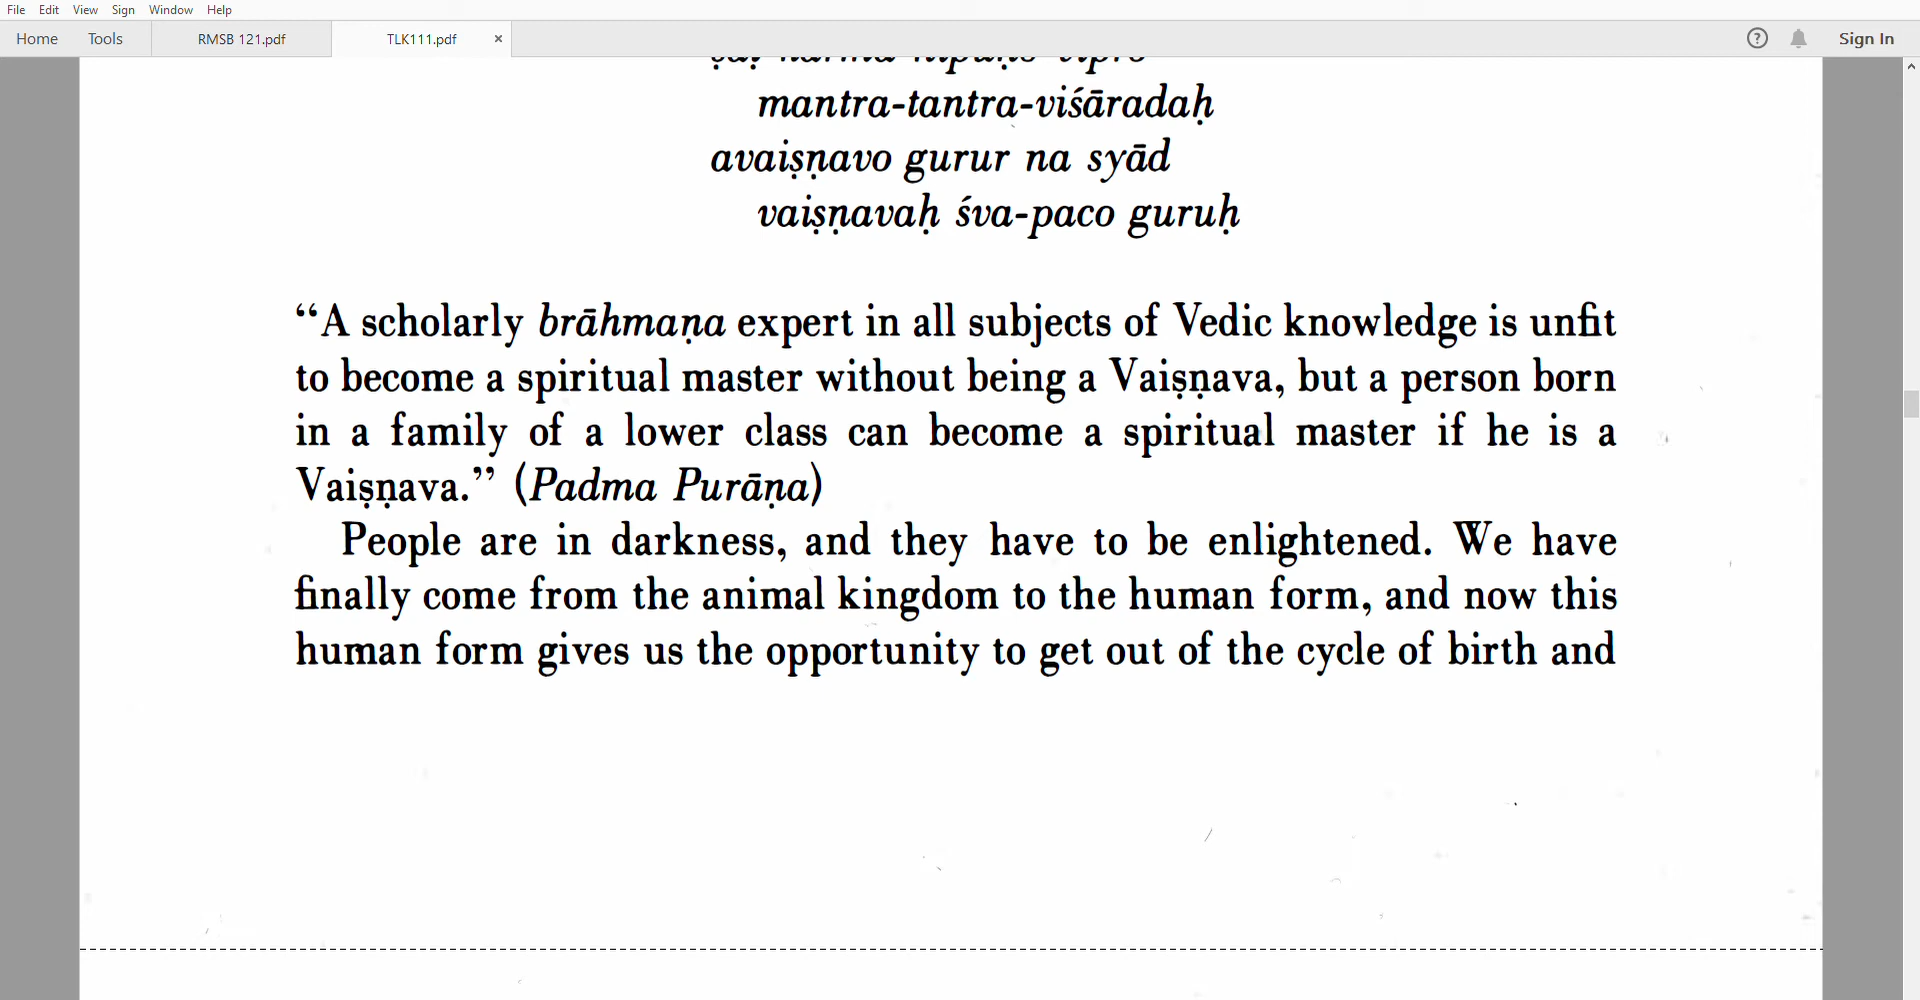 File Edit View Sign Window Help
Home Tools RMSB 121.pdf TLK111.pdf × ? Sign In
ṣaṭ-karma-nipuṇo vipro
mantra-tantra-viśāradaḥ
avaiṣṇavo gurur na syād
vaiṣṇavaḥ śva-paco guruḥ
“A scholarly brāhmaṇa expert in all subjects of Vedic knowledge is unfit
to become a spiritual master without being a Vaiṣṇava, but a person born
in a family of a lower class can become a spiritual master if he is a
Vaiṣṇava.” (Padma Purāṇa)
People are in darkness, and they have to be enlightened. We have
finally come from the animal kingdom to the human form, and now this
human form gives us the opportunity to get out of the cycle of birth and